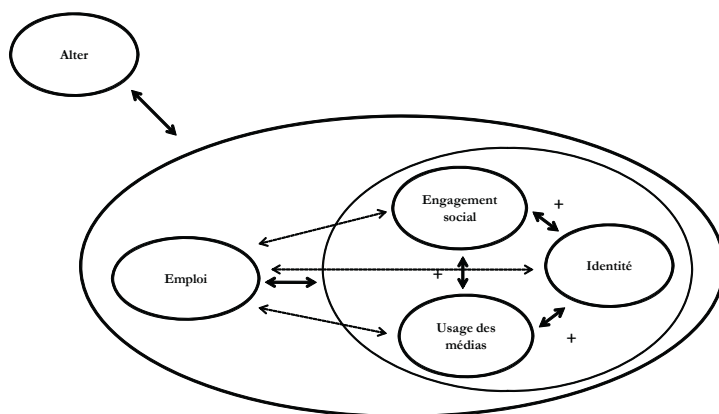 Alter
Engagement
social
+
Emploi
+
Identité
Usage des
médias
+